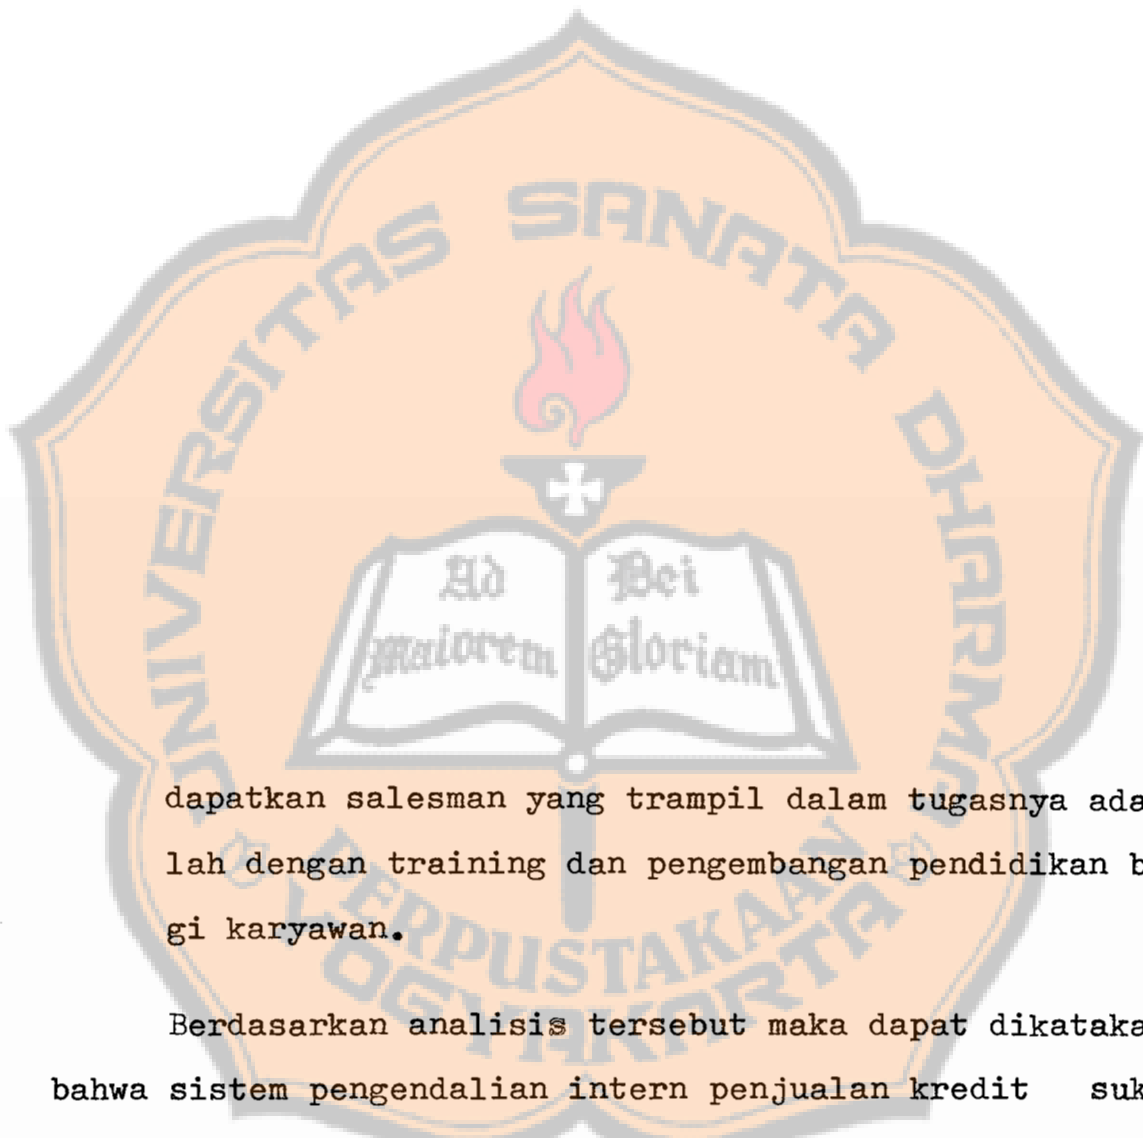 UNIVERSITAS SANATA DHARMA
Ad Dei
Maiorem Gloriam
dapatkan salesman yang trampil dalam tugasnya ada
lah dengan training dan pengembangan pendidikan b
gi karyawan.
PERPUSTAKAAN
YOGYAKARTA
Berdasarkan analisis tersebut maka dapat dikataka
bahwa sistem pengendalian intern penjualan kredit suk